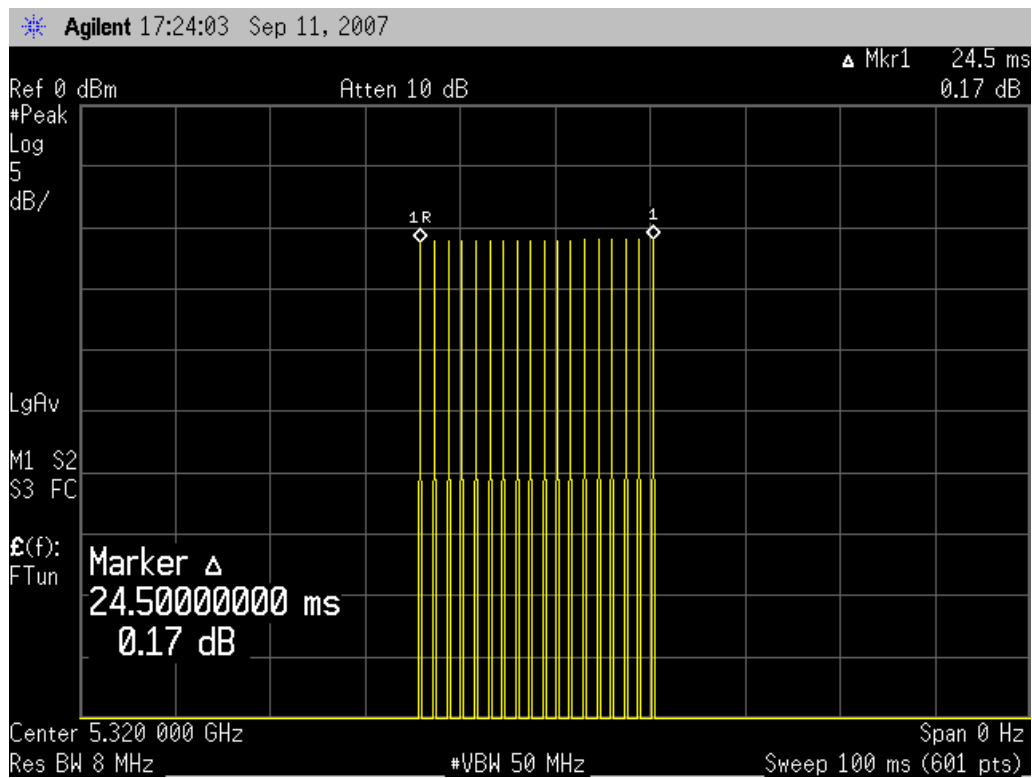 Agilent 17:24:03 Sep 11, 2007
Δ Mkr1 24.5 ms
Ref 0 dBm Atten 10 dB 0.17 dB
#Peak
Log
5
dB/
1R
1
LgAv
M1 S2
S3 FC
£(f):
FTun
Marker Δ
24.50000000 ms
0.17 dB
Center 5.320 000 GHz Span 0 Hz
Res BW 8 MHz #VBW 50 MHz Sweep 100 ms (601 pts)